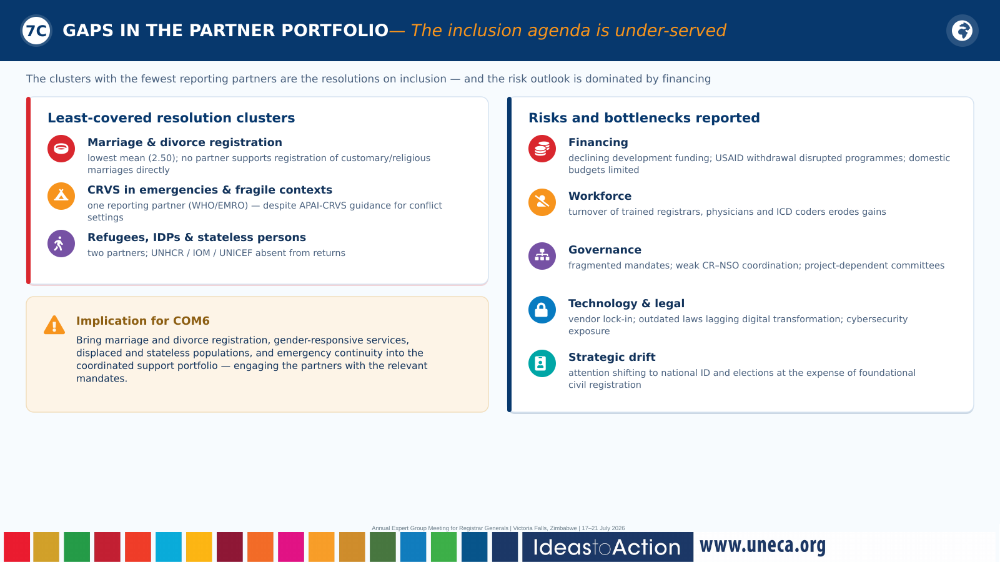 7C GAPS IN THE PARTNER PORTFOLIO— The inclusion agenda is under-served
The clusters with the fewest reporting partners are the resolutions on inclusion — and the risk outlook is dominated by financing
Least-covered resolution clusters
Marriage & divorce registration
lowest mean (2.50); no partner supports registration of customary/religious
marriages directly
CRVS in emergencies & fragile contexts
one reporting partner (WHO/EMRO) — despite APAI-CRVS guidance for conflict
settings
Refugees, IDPs & stateless persons
two partners; UNHCR / IOM / UNICEF absent from returns
Implication for COM6
Bring marriage and divorce registration, gender-responsive services,
displaced and stateless populations, and emergency continuity into the
coordinated support portfolio — engaging the partners with the relevant
mandates.
Risks and bottlenecks reported
Financing
declining development funding; USAID withdrawal disrupted programmes; domestic
budgets limited
Workforce
turnover of trained registrars, physicians and ICD coders erodes gains
Governance
fragmented mandates; weak CR–NSO coordination; project-dependent committees
Technology & legal
vendor lock-in; outdated laws lagging digital transformation; cybersecurity
exposure
Strategic drift
attention shifting to national ID and elections at the expense of foundational
civil registration
Annual Expert Group Meeting for Registrar Generals | Victoria Falls, Zimbabwe | 17–21 July 2026
IdeastoAction www.uneca.org